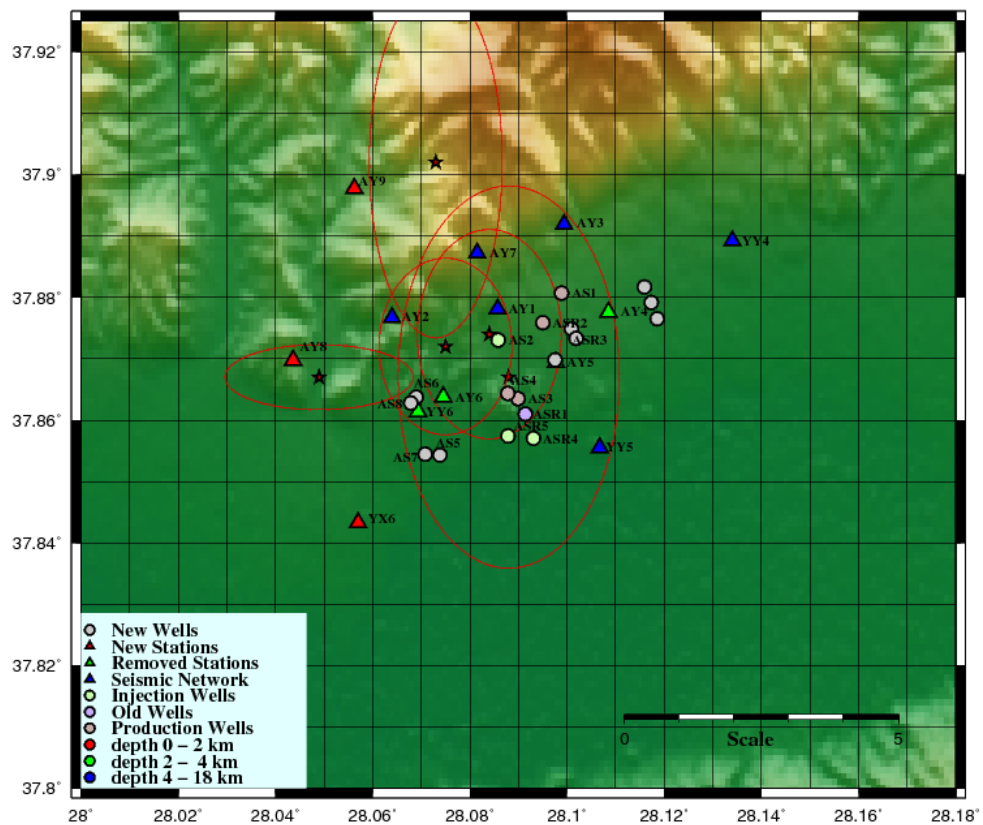 37.92°
37.9°
37.88°
37.86°
37.84°
37.82°
37.8°
AY9
AY3
YY4
AY7
AS1
AY2
AY1
AY4
ASR2
AS2
ASR3
AY8
AY5
AS4
AS6
AY6
AS3
AS8
YY6
ASR1
ASR5
ASR4
AS5
YY5
AS7
YX6
New Wells
New Stations
Removed Stations
Seismic Network
Injection Wells
Old Wells
Production Wells
depth 0 – 2 km
depth 2 – 4 km
depth 4 – 18 km
0 Scale 5
28° 28.02° 28.04° 28.06° 28.08° 28.1° 28.12° 28.14° 28.16° 28.18°